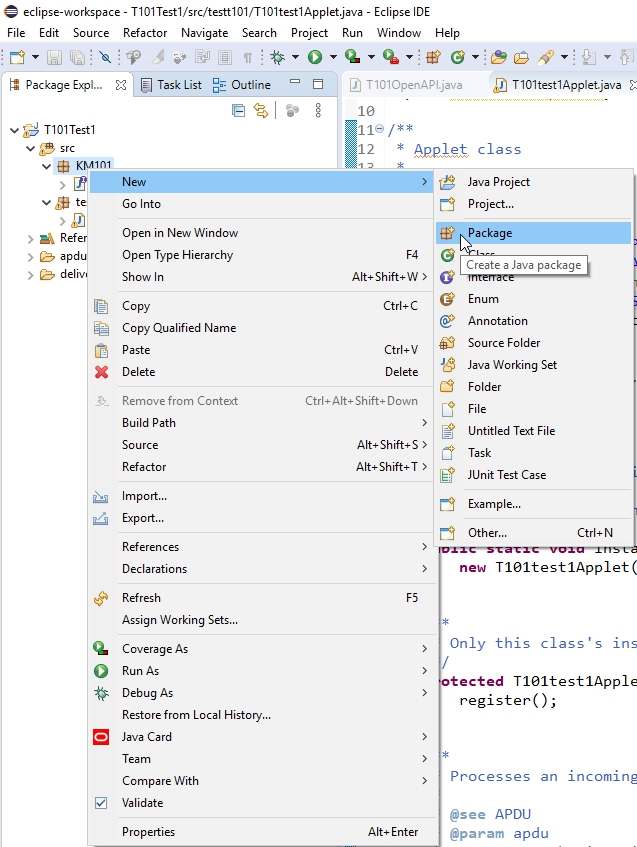 eclipse-workspace - T101Test1/src/testt101/T101test1Applet.java - Eclipse IDE
File Edit Source Refactor Navigate Search Project Run Window Help
Package Expl... Task List Outline T101OpenAPI.java T101test1Applet.java
10
11 /**
12 * Applet class
13 *
T101Test1
src
KM101
te
Refer
apdu
delive
New
Go Into
Open in New Window
Open Type Hierarchy F4
Show In Alt+Shift+W
Copy Ctrl+C
Copy Qualified Name
Paste Ctrl+V
Delete Delete
Remove from Context Ctrl+Alt+Shift+Down
Build Path
Source Alt+Shift+S
Refactor Alt+Shift+T
Import...
Export...
References
Declarations
Refresh F5
Assign Working Sets...
Coverage As
Run As
Debug As
Restore from Local History...
Java Card
Team
Compare With
Validate
Properties Alt+Enter
Java Project
Project...
Package
Class
Create a Java package
Interface
Enum
Annotation
Source Folder
Java Working Set
Folder
File
Untitled Text File
Task
JUnit Test Case
Example...
Other... Ctrl+N
blic static void insta
new T101test1Applet(
*
Only this class's ins
/
otected T101test1Apple
register();
*
Processes an incoming
@see APDU
@param apdu